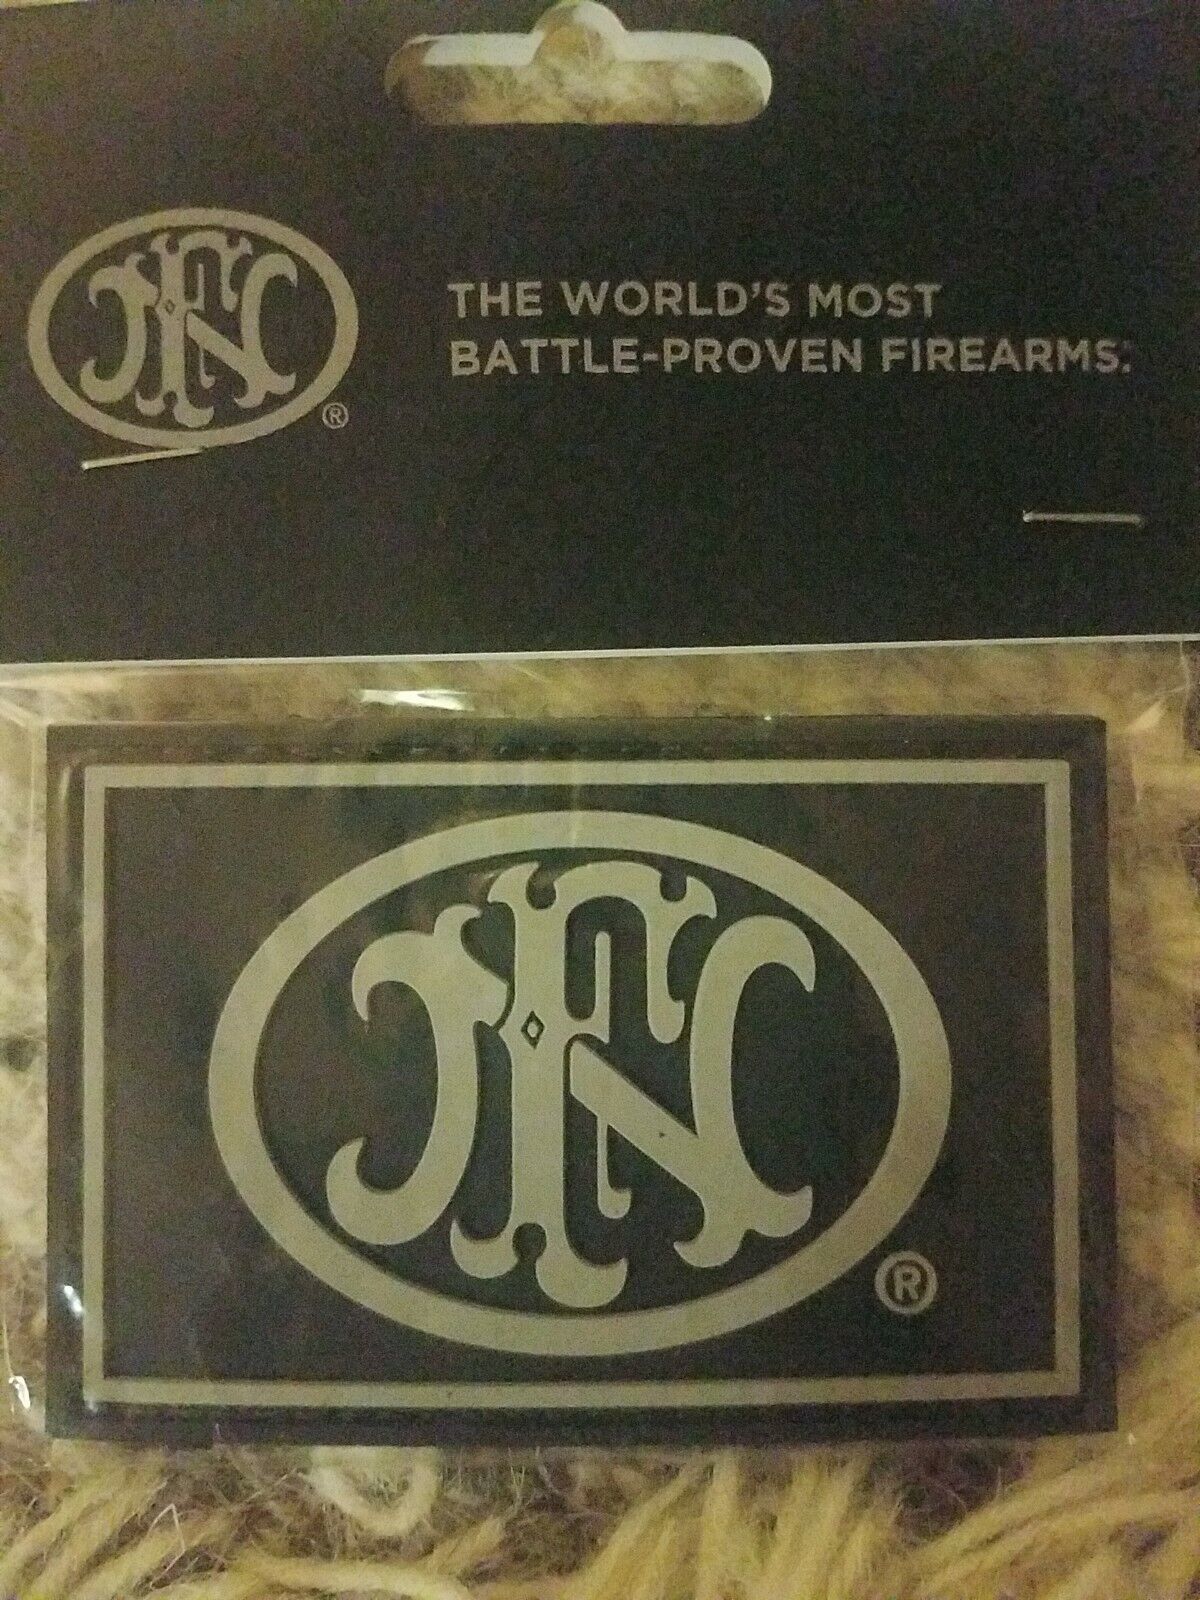 FN
®
THE WORLD'S MOST
BATTLE-PROVEN FIREARMS.
FN
®